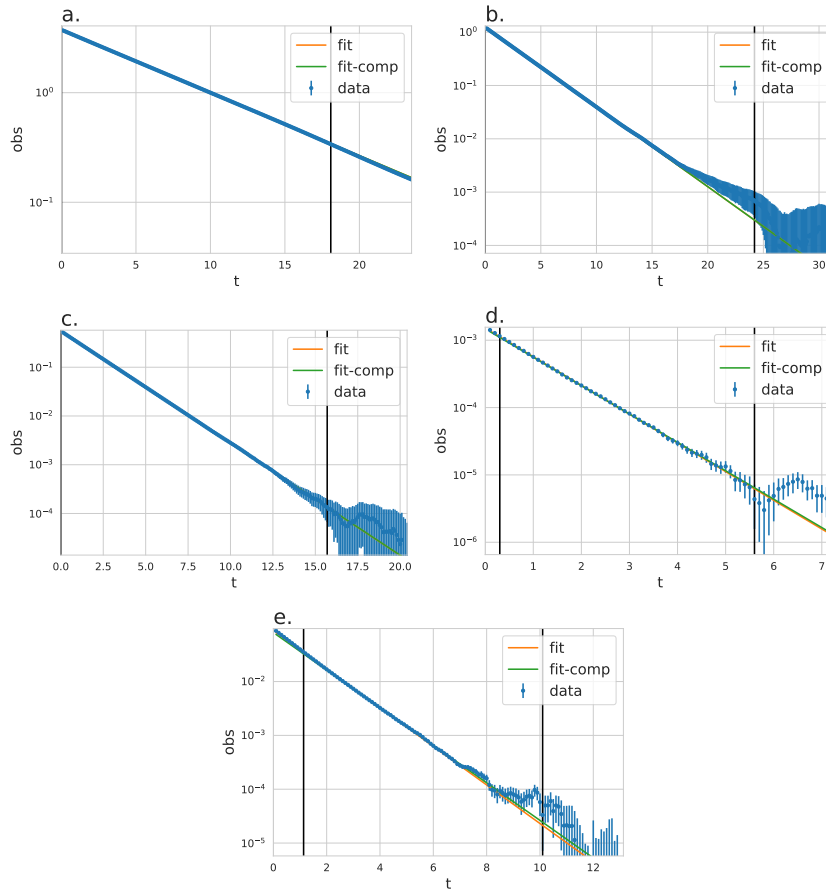 a.
fit
fit-comp
data
10⁰
10⁻¹
obs
0
5
10
15
20
t
b.
fit
fit-comp
data
10⁰
10⁻¹
10⁻²
10⁻³
10⁻⁴
obs
0
5
10
15
20
25
30
t
c.
fit
fit-comp
data
10⁻¹
10⁻²
10⁻³
10⁻⁴
obs
0.0
2.5
5.0
7.5
10.0
12.5
15.0
17.5
20.0
t
d.
fit
fit-comp
data
10⁻³
10⁻⁴
10⁻⁵
10⁻⁶
obs
0
1
2
3
4
5
6
7
t
e.
fit
fit-comp
data
10⁻²
10⁻³
10⁻⁴
10⁻⁵
obs
0
2
4
6
8
10
12
t